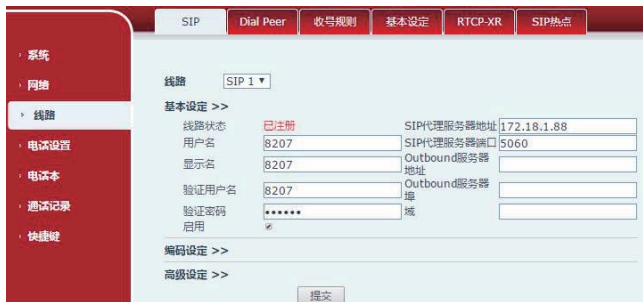 SIP Dial Peer 收号规则 基本设定 RTCP-XR SIP热点
系统
网络
线路
电话设置
电话本
通话记录
快捷键
线路 SIP 1
基本设定 >>
线路状态 已注册 SIP代理服务器地址 172.18.1.88
用户名 8207 SIP代理服务器端口 5060
显示名 8207 Outbound服务器地址
验证用户名 8207 Outbound服务器埠
验证密码 •••••• 域
启用
编码设定 >>
高级设定 >>
提交